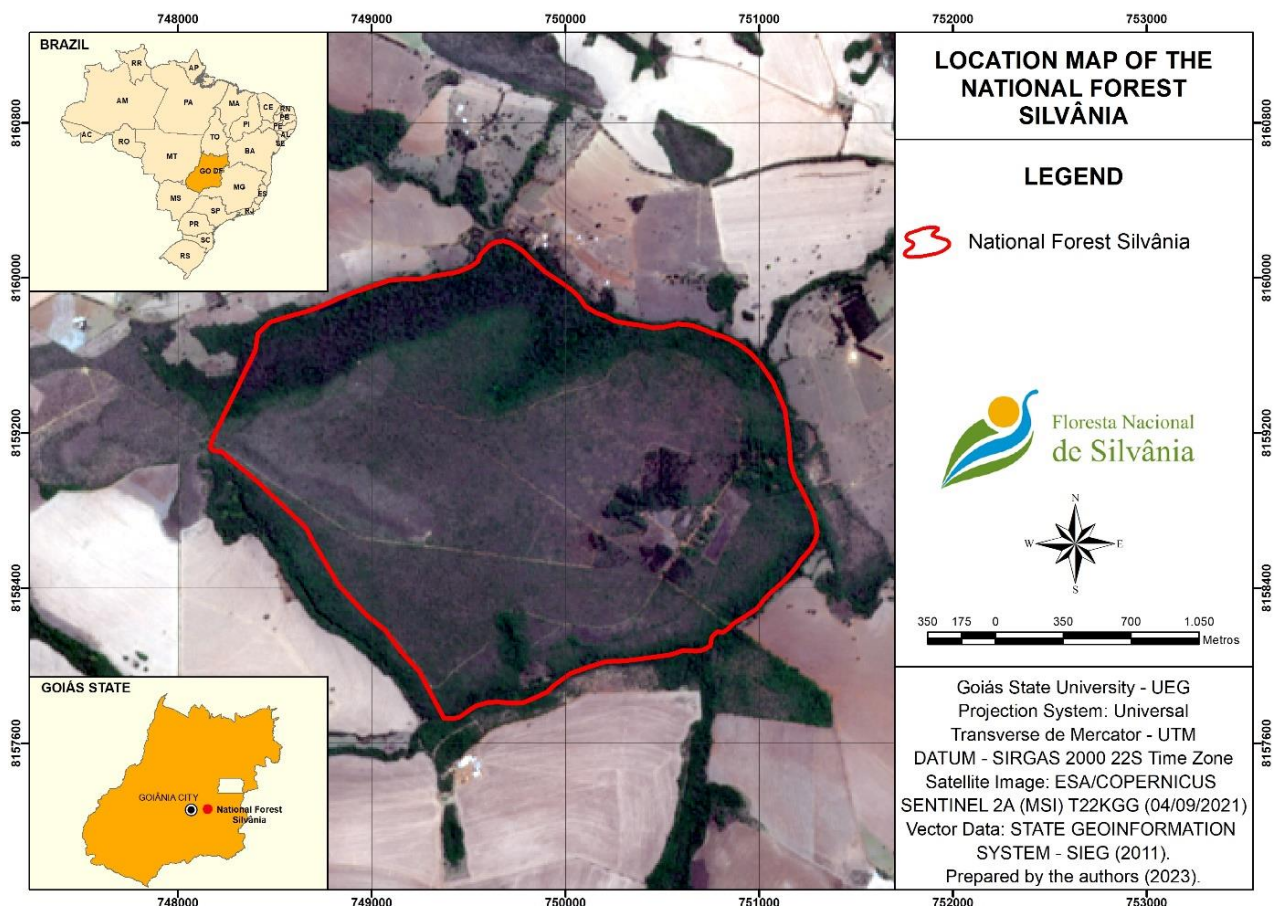 748000
749000
750000
751000
752000
753000
BRAZIL
RR
AP
AM
PA
MA
CE
RN
PB
PE
AL
SE
PI
AC
RO
TO
MT
BA
GO DF
MG
ES
MS
SP
RJ
PR
SC
RS
8160800
8160000
8159200
8158400
8157600
GOIÁS STATE
GOIÂNIA CITY
National Forest
Silvânia
LOCATION MAP OF THE
NATIONAL FOREST
SILVÂNIA
LEGEND
National Forest Silvânia
Floresta Nacional
de Silvânia
N
W
E
S
350 175 0 350 700 1.050
Metros
Goiás State University - UEG
Projection System: Universal
Transverse de Mercator - UTM
DATUM - SIRGAS 2000 22S Time Zone
Satellite Image: ESA/COPERNICUS
SENTINEL 2A (MSI) T22KGG (04/09/2021)
Vector Data: STATE GEOINFORMATION
SYSTEM - SIEG (2011).
Prepared by the authors (2023).
8160800
8160000
8159200
8158400
8157600
748000
749000
750000
751000
752000
753000